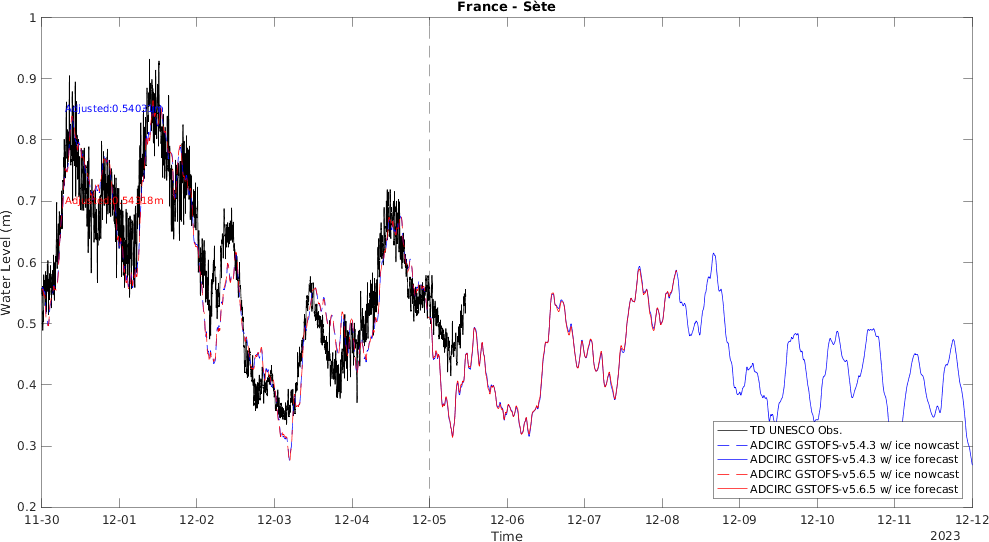 France - Sète
Water Level (m)
1
0.9
0.8
0.7
0.6
0.5
0.4
0.3
0.2
TD UNESCO Obs.
ADCIRC GSTOFS-v5.4.3 w/ ice nowcast
ADCIRC GSTOFS-v5.4.3 w/ ice forecast
ADCIRC GSTOFS-v5.6.5 w/ ice nowcast
ADCIRC GSTOFS-v5.6.5 w/ ice forecast
11-30 12-01 12-02 12-03 12-04 12-05 12-06 12-07 12-08 12-09 12-10 12-11 12-12
Time
2023